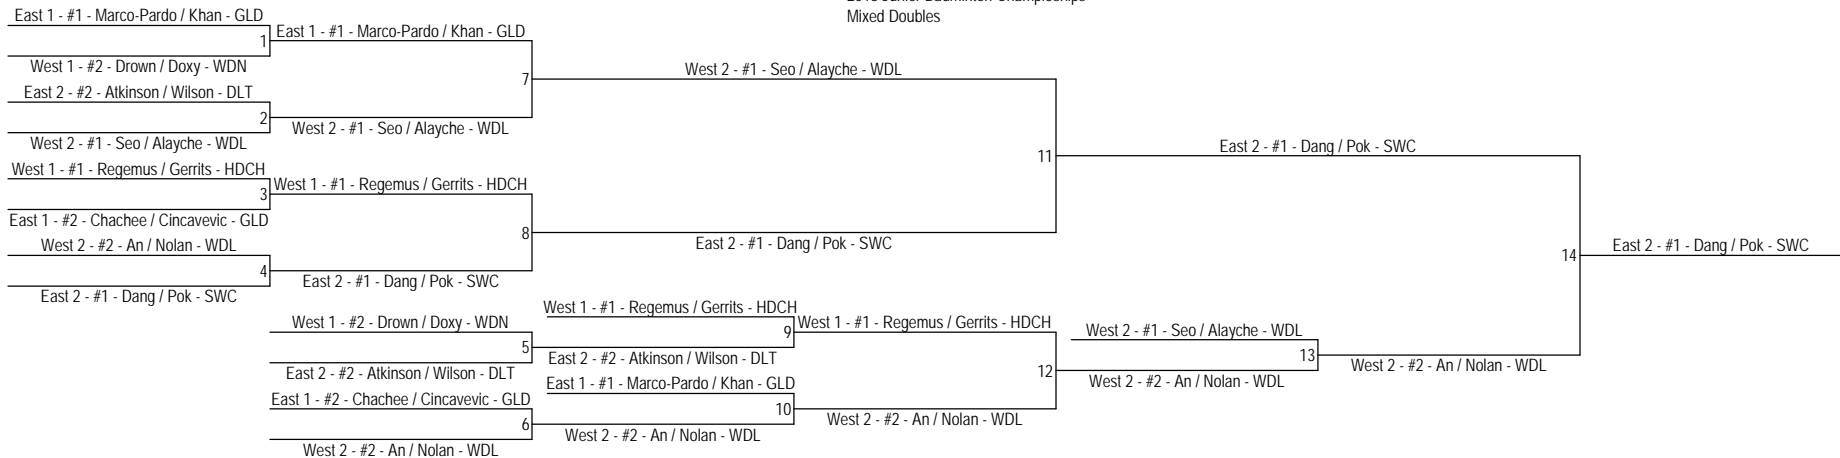 Mixed Doubles
East 1 - #1 - Marco-Pardo / Khan - GLD
1
West 1 - #2 - Drown / Doxy - WDN
East 2 - #2 - Atkinson / Wilson - DLT
2
West 2 - #1 - Seo / Alayche - WDL
West 1 - #1 - Regemus / Gerrits - HDCH
3
East 1 - #2 - Chachee / Cincavevic - GLD
West 2 - #2 - An / Nolan - WDL
4
East 2 - #1 - Dang / Pok - SWC
East 1 - #1 - Marco-Pardo / Khan - GLD
7
West 2 - #1 - Seo / Alayche - WDL
West 1 - #1 - Regemus / Gerrits - HDCH
8
East 2 - #1 - Dang / Pok - SWC
West 1 - #2 - Drown / Doxy - WDN
5
East 2 - #2 - Atkinson / Wilson - DLT
East 1 - #2 - Chachee / Cincavevic - GLD
6
West 2 - #2 - An / Nolan - WDL
West 2 - #1 - Seo / Alayche - WDL
11
East 2 - #1 - Dang / Pok - SWC
West 1 - #1 - Regemus / Gerrits - HDCH
9
East 2 - #2 - Atkinson / Wilson - DLT
East 1 - #1 - Marco-Pardo / Khan - GLD
10
West 2 - #2 - An / Nolan - WDL
West 1 - #1 - Regemus / Gerrits - HDCH
12
West 2 - #2 - An / Nolan - WDL
East 2 - #1 - Dang / Pok - SWC
14
West 2 - #1 - Seo / Alayche - WDL
13
West 2 - #2 - An / Nolan - WDL
West 2 - #2 - An / Nolan - WDL
East 2 - #1 - Dang / Pok - SWC